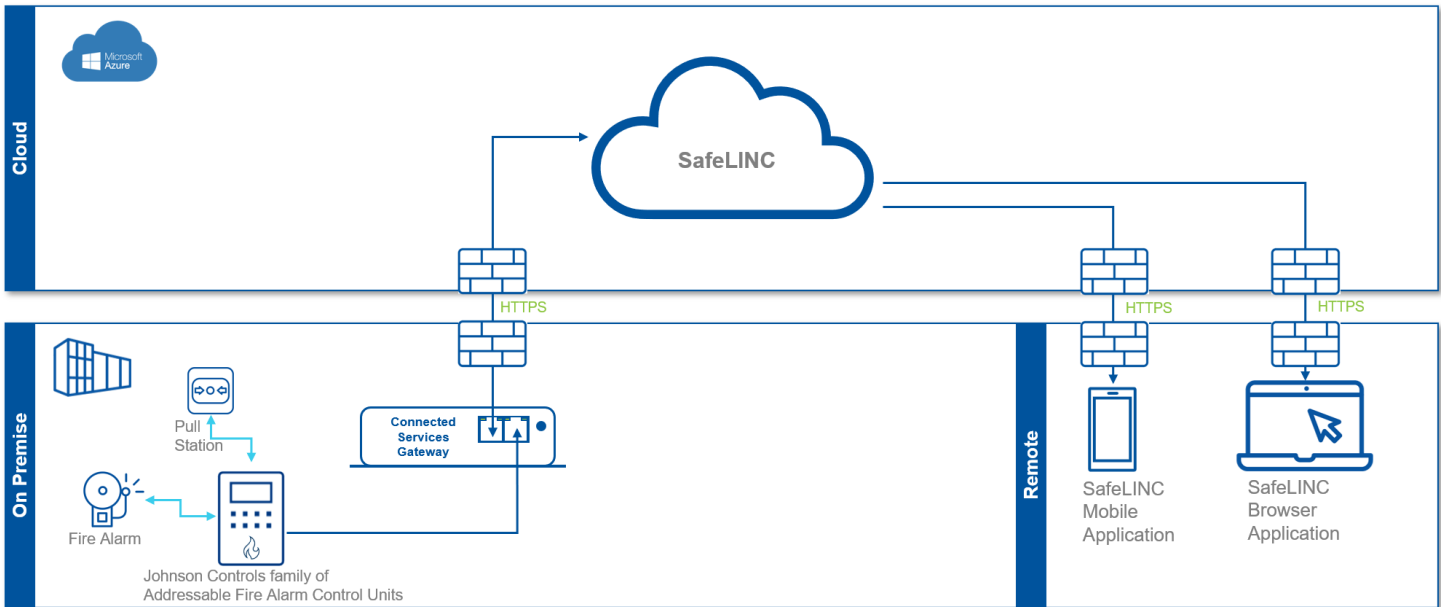 Cloud
Microsoft
Azure
SafeLINC
HTTPS
HTTPS
HTTPS
On Premise
Pull
Station
Fire Alarm
Johnson Controls family of
Addressable Fire Alarm Control Units
Connected
Services
Gateway
Remote
SafeLINC
Mobile
Application
SafeLINC
Browser
Application